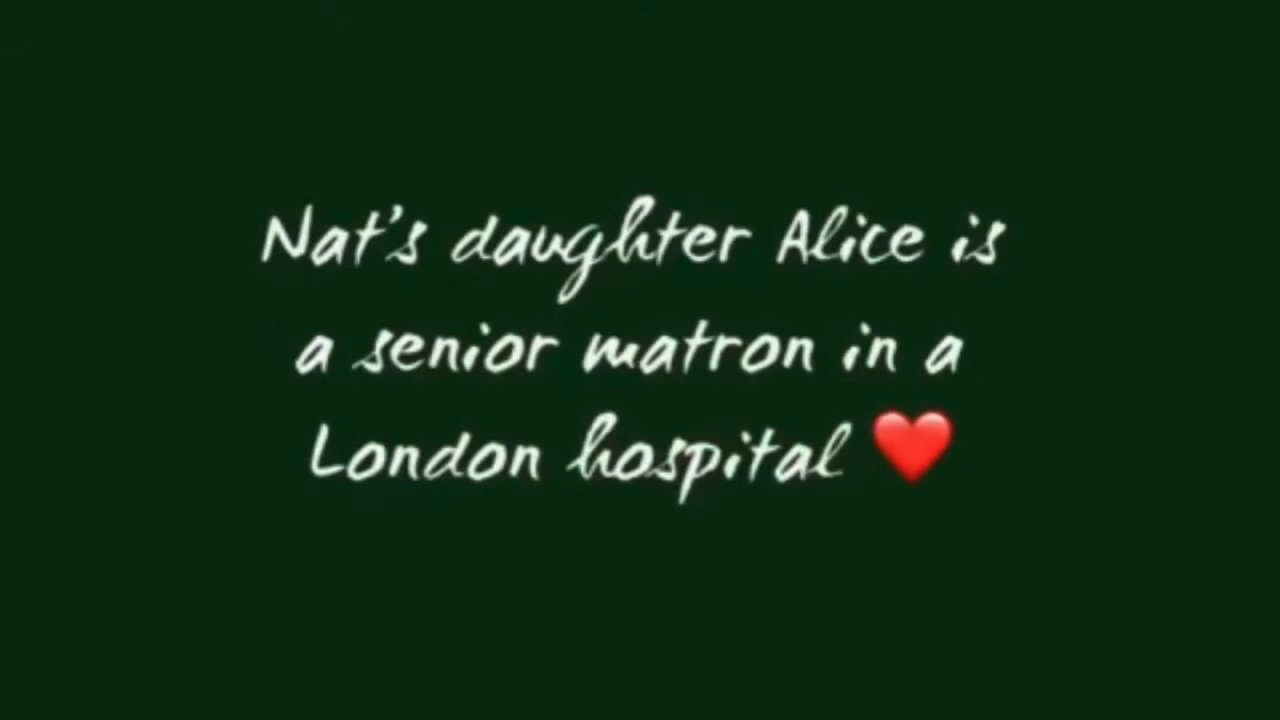 Nat's daughter Alice is
a senior matron in a
London hospital ❤️